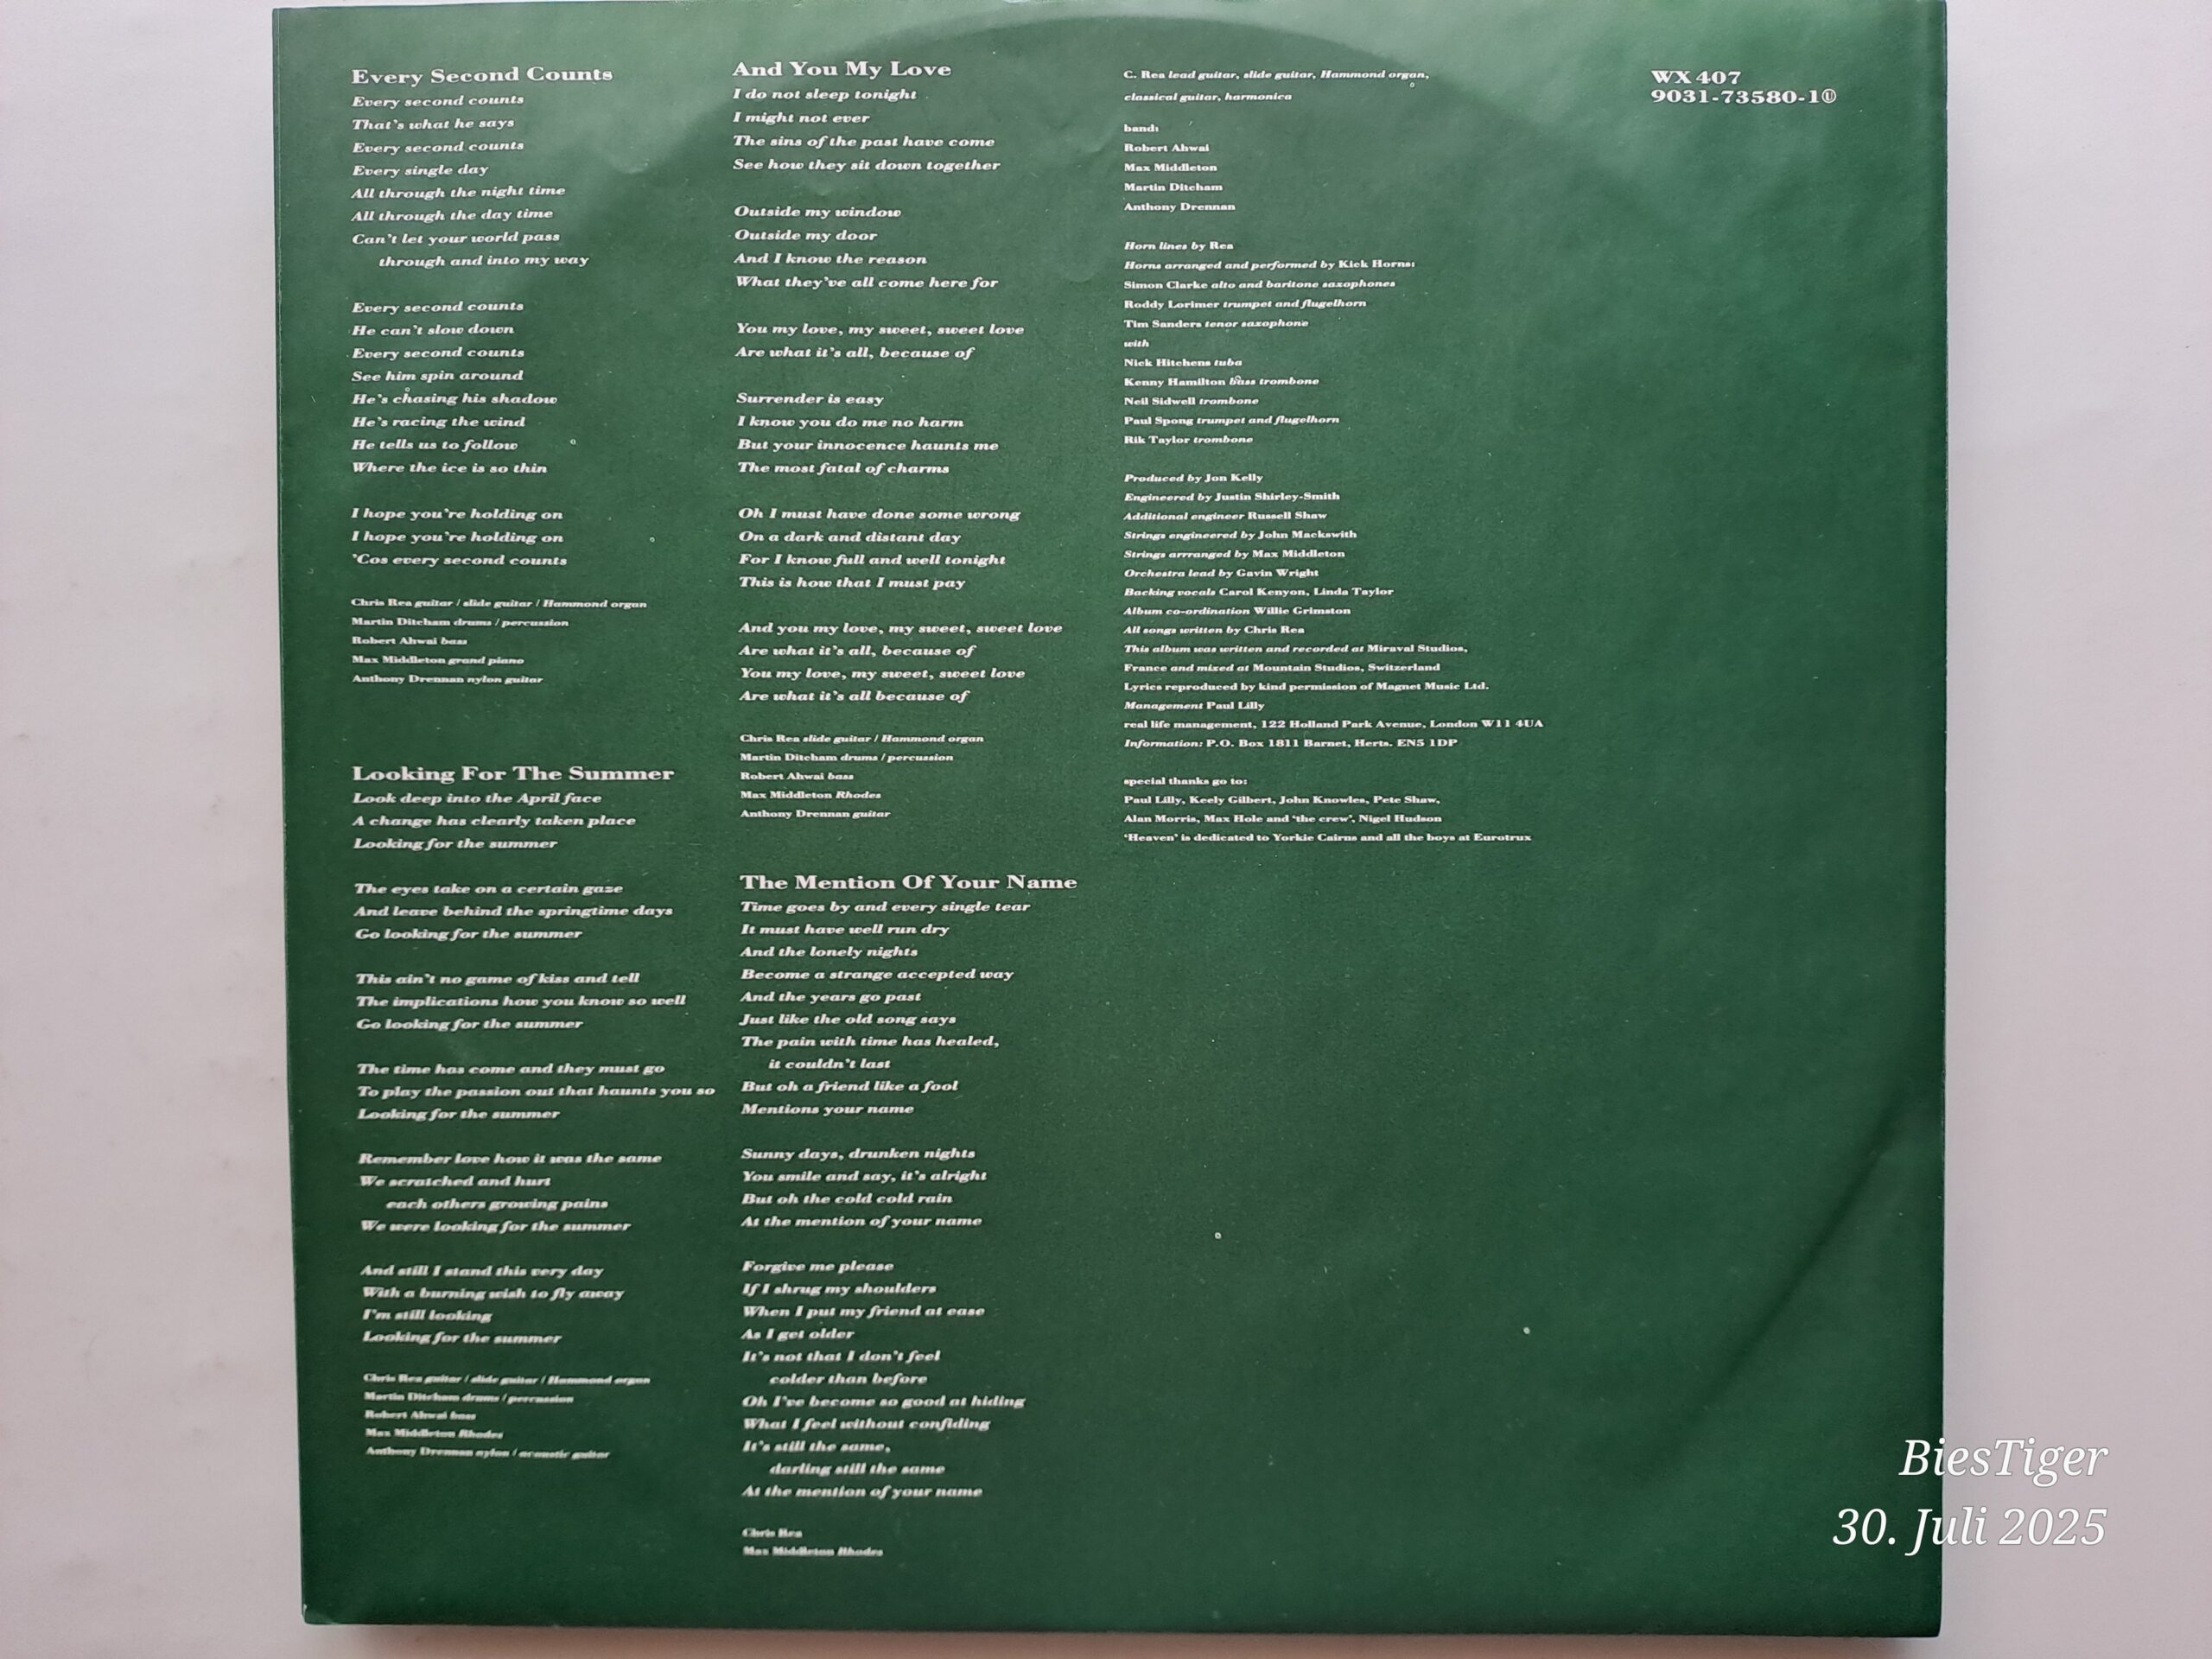 Every Second Counts
Every second counts
That's what he says
Every second counts
Every single day
All through the night time
All through the day time
Can't let your world pass
through and into my way
Every second counts
He can't slow down
Every second counts
See him spin around
He's chasing his shadow
He's racing the wind
He tells us to follow
Where the ice is so thin
I hope you're holding on
I hope you're holding on
'Cos every second counts
Chris Rea guitar / slide guitar / Hammond organ
Martin Ditcham drums / percussion
Robert Ahwai bass
Max Middleton grand piano
Anthony Drennan nylon guitar
Looking For The Summer
Look deep into the April face
A change has clearly taken place
Looking for the summer
The eyes take on a certain gaze
And leave behind the springtime days
Go looking for the summer
This ain't no game of kiss and tell
The implications how you know so well
Go looking for the summer
The time has come and they must go
To play the passion out that haunts you so
Looking for the summer
Remember love how it was the same
We scratched and hurt
each others growing pains
We were looking for the summer
And still I stand this very day
With a burning wish to fly away
I'm still looking
Looking for the summer
Chris Rea guitar / slide guitar / Hammond organ
Martin Ditcham drums / percussion
Robert Ahwai bass
Max Middleton Rhodes
Anthony Drennan nylon / acoustic guitar
And You My Love
I do not sleep tonight
I might not ever
The sins of the past have come
See how they sit down together
Outside my window
Outside my door
And I know the reason
What they've all come here for
You my love, my sweet, sweet love
Are what it's all, because of
Surrender is easy
I know you do me no harm
But your innocence haunts me
The most fatal of charms
Oh I must have done some wrong
On a dark and distant day
For I know full and well tonight
This is how that I must pay
And you my love, my sweet, sweet love
Are what it's all, because of
You my love, my sweet, sweet love
Are what it's all because of
Chris Rea slide guitar / Hammond organ
Martin Ditcham drums / percussion
Robert Ahwai bass
Max Middleton Rhodes
Anthony Drennan guitar
The Mention Of Your Name
Time goes by and every single tear
It must have well run dry
And the lonely nights
Become a strange accepted way
And the years go past
Just like the old song says
The pain with time has healed,
it couldn't last
But oh a friend like a fool
Mentions your name
Sunny days, drunken nights
You smile and say, it's alright
But oh the cold cold rain
At the mention of your name
Forgive me please
If I shrug my shoulders
When I put my friend at ease
As I get older
It's not that I don't feel
colder than before
Oh I've become so good at hiding
What I feel without confiding
It's still the same,
darling still the same
At the mention of your name
Chris Rea
Max Middleton Rhodes
C. Rea lead guitar, slide guitar, Hammond organ,
classical guitar, harmonica
band:
Robert Ahwai
Max Middleton
Martin Ditcham
Anthony Drennan
Horn lines by Rea
Horns arranged and performed by Kick Horns:
Simon Clarke alto and baritone saxophones
Roddy Lorimer trumpet and flugelhorn
Tim Sanders tenor saxophone
with
Nick Hitchens tuba
Kenny Hamilton bass trombone
Neil Sidwell trombone
Paul Spong trumpet and flugelhorn
Rik Taylor trombone
Produced by Jon Kelly
Engineered by Justin Shirley-Smith
Additional engineer Russell Shaw
Strings engineered by John Mackswith
Strings arrranged by Max Middleton
Orchestra lead by Gavin Wright
Backing vocals Carol Kenyon, Linda Taylor
Album co-ordination Willie Grimston
All songs written by Chris Rea
This album was written and recorded at Miraval Studios,
France and mixed at Mountain Studios, Switzerland
Lyrics reproduced by kind permission of Magnet Music Ltd.
Management Paul Lilly
real life management, 122 Holland Park Avenue, London W11 4UA
Information: P.O. Box 1811 Barnet, Herts. EN5 1DP
special thanks go to:
Paul Lilly, Keely Gilbert, John Knowles, Pete Shaw,
Alan Morris, Max Hole and 'the crew', Nigel Hudson
'Heaven' is dedicated to Yorkie Cairns and all the boys at Eurotrux
WX 407
9031-73580-1Ⓤ
BiesTiger
30. Juli 2025